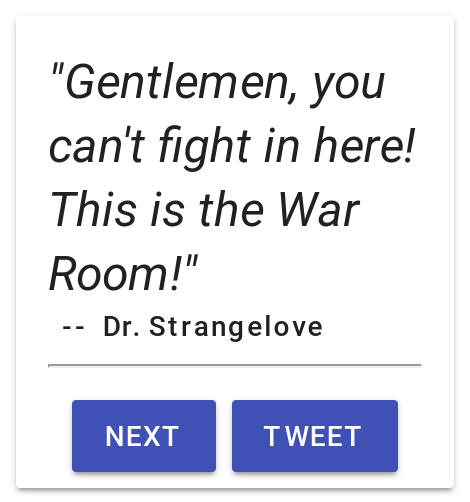 "Gentlemen, you
can't fight in here!
This is the War
Room!"
-- Dr. Strangelove
NEXT TWEET